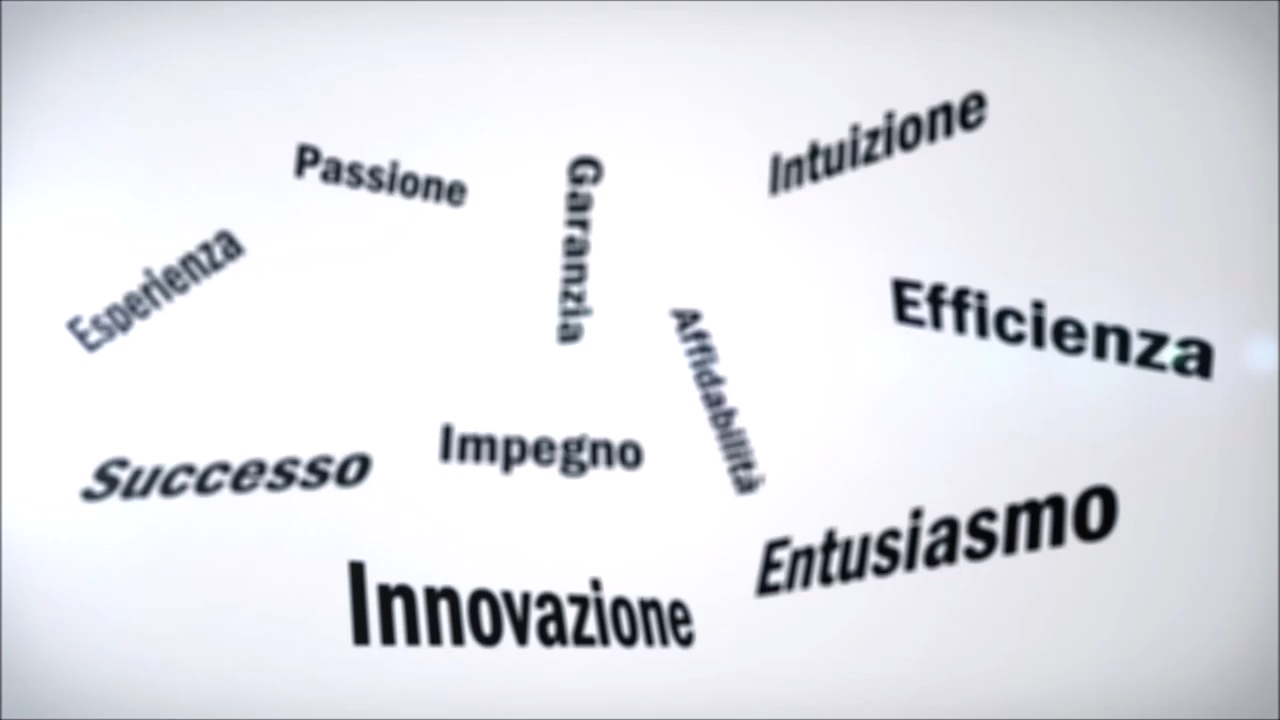 Intuizione
Passione
Garanzia
Esperienza
Efficienza
Affidabilità
Impegno
Successo
Entusiasmo
Innovazione